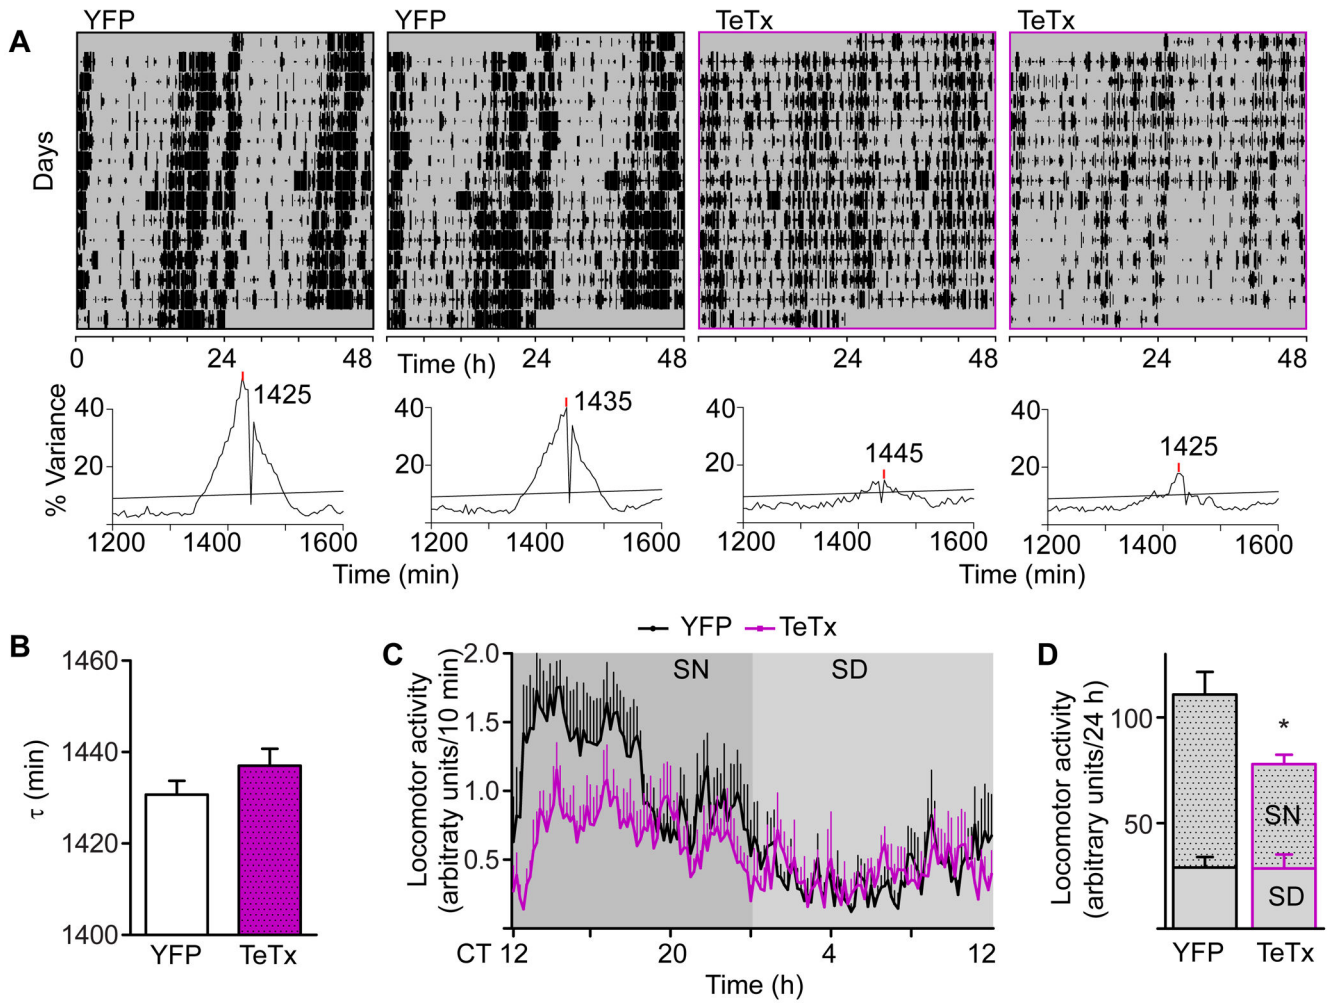 A
YFP
YFP
TeTx
TeTx
Days
0
24
48
Time (h)
24
48
24
48
24
48
% Variance
40
20
1425
1200
1400
1600
40
20
1435
1200
1400
1600
40
20
1445
1200
1400
1600
40
20
1425
1200
1400
1600
Time (min)
Time (min)
B
τ (min)
1460
1440
1420
1400
YFP
TeTx
C
YFP
TeTx
Locomotor activity
(arbitraty units/10 min)
2.0
1.5
1.0
0.5
SN
SD
CT
12
20
4
12
Time (h)
D
Locomotor activity
(arbitrary units/24 h)
100
50
*
SN
SD
YFP
TeTx